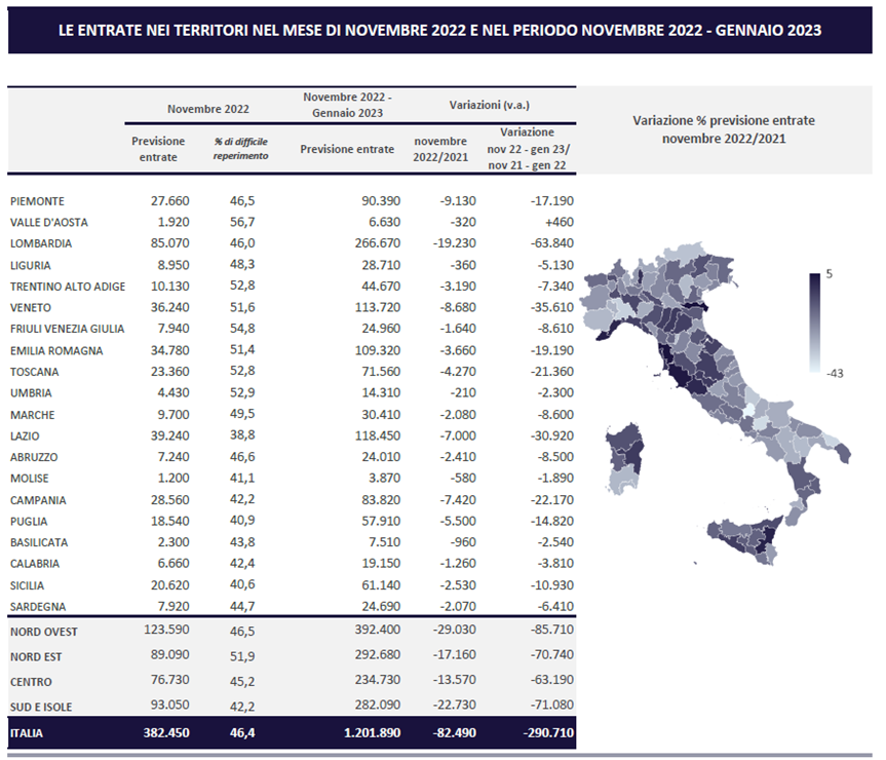 LE ENTRATE NEI TERRITORI NEL MESE DI NOVEMBRE 2022 E NEL PERIODO NOVEMBRE 2022 - GENNAIO 2023
Novembre 2022
Novembre 2022 -
Gennaio 2023
Variazioni (v.a.)
Previsione
entrate
% di difficile
reperimento
Previsione entrate
novembre
2022/2021
Variazione
nov 22 - gen 23/
nov 21 - gen 22
Variazione % previsione entrate
novembre 2022/2021
PIEMONTE 27.660 46,5 90.390 -9.130 -17.190
VALLE D'AOSTA 1.920 56,7 6.630 -320 +460
LOMBARDIA 85.070 46,0 266.670 -19.230 -63.840
LIGURIA 8.950 48,3 28.710 -360 -5.130
TRENTINO ALTO ADIGE 10.130 52,8 44.670 -3.190 -7.340
VENETO 36.240 51,6 113.720 -8.680 -35.610
FRIULI VENEZIA GIULIA 7.940 54,8 24.960 -1.640 -8.610
EMILIA ROMAGNA 34.780 51,4 109.320 -3.660 -19.190
TOSCANA 23.360 52,8 71.560 -4.270 -21.360
UMBRIA 4.430 52,9 14.310 -210 -2.300
MARCHE 9.700 49,5 30.410 -2.080 -8.600
LAZIO 39.240 38,8 118.450 -7.000 -30.920
ABRUZZO 7.240 46,6 24.010 -2.410 -8.500
MOLISE 1.200 41,1 3.870 -580 -1.890
CAMPANIA 28.560 42,2 83.820 -7.420 -22.170
PUGLIA 18.540 40,9 57.910 -5.500 -14.820
BASILICATA 2.300 43,8 7.510 -960 -2.540
CALABRIA 6.660 42,4 19.150 -1.260 -3.810
SICILIA 20.620 40,6 61.140 -2.530 -10.930
SARDEGNA 7.920 44,7 24.690 -2.070 -6.410
NORD OVEST 123.590 46,5 392.400 -29.030 -85.710
NORD EST 89.090 51,9 292.680 -17.160 -70.740
CENTRO 76.730 45,2 234.730 -13.570 -63.190
SUD E ISOLE 93.050 42,2 282.090 -22.730 -71.080
ITALIA 382.450 46,4 1.201.890 -82.490 -290.710
5
-43